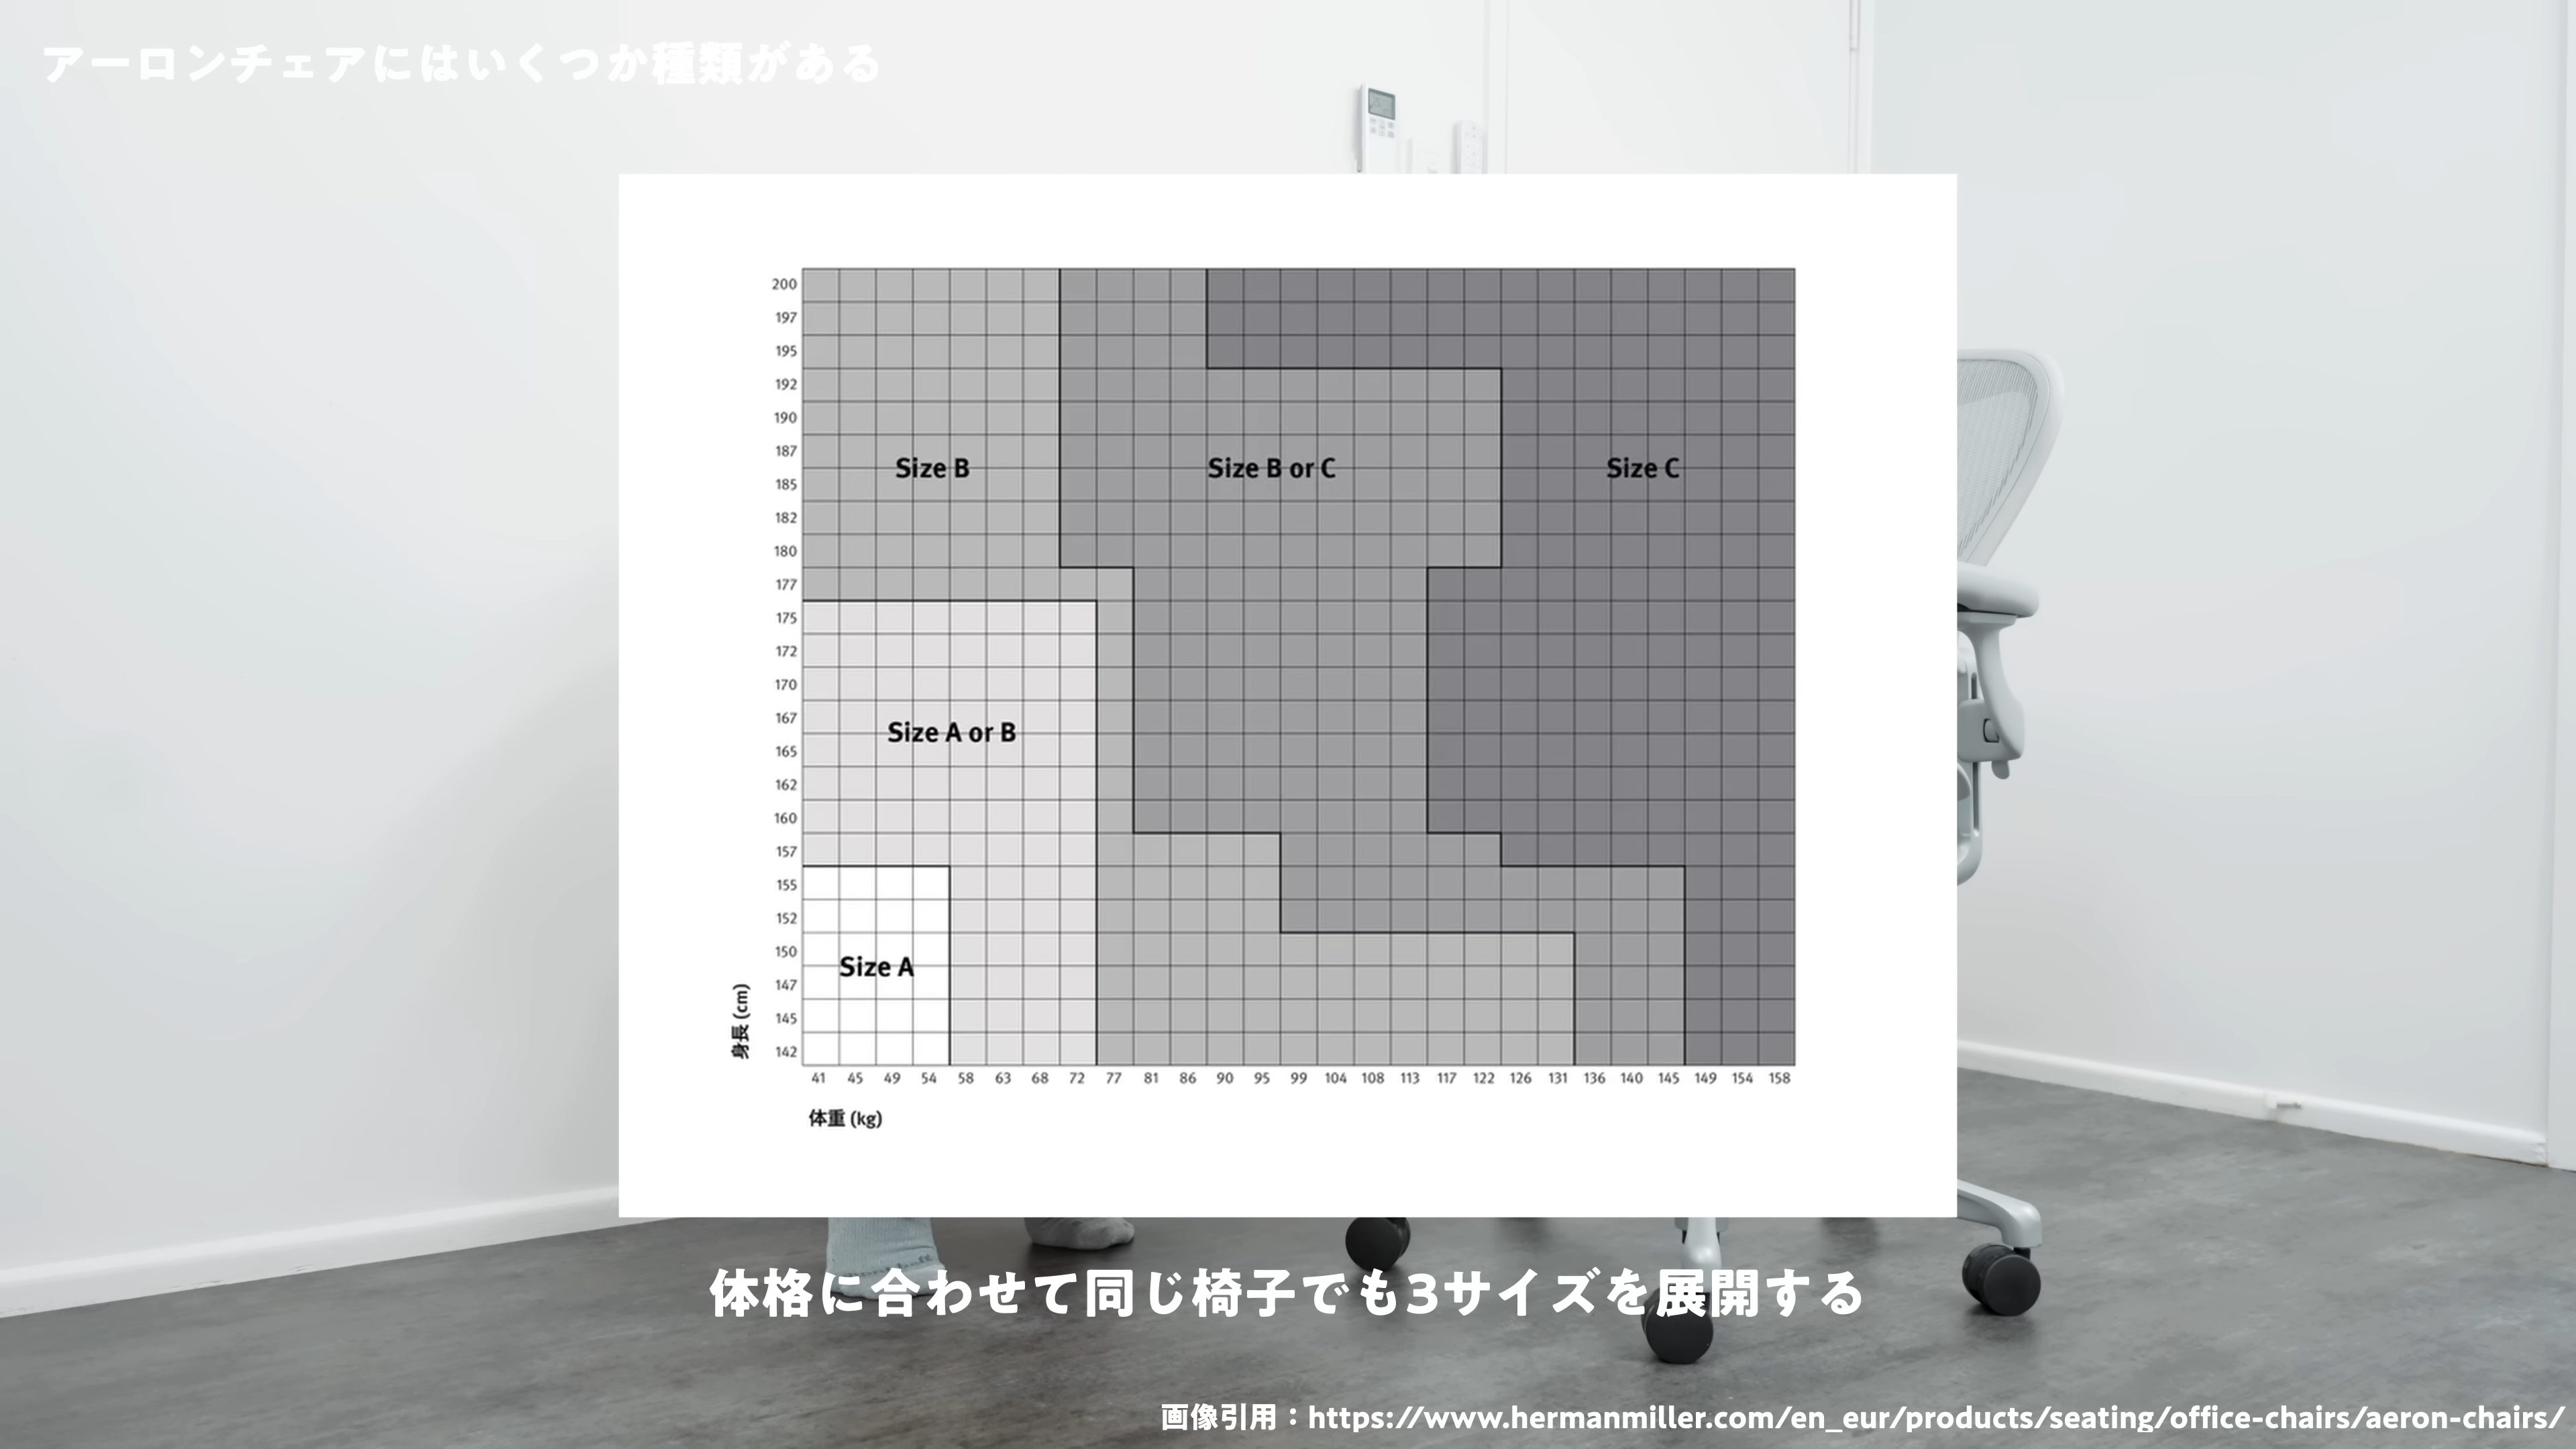 アーロンチェアにはいくつか種類がある
200
197
195
192
190
187
185
182
180
177
175
172
170
167
165
162
160
157
155
152
150
147
145
142
Size B
Size B or C
Size C
Size A or B
Size A
身長 (cm)
41 45 49 54 58 63 68 72 77 81 86 90 95 99 104 108 113 117 122 126 131 136 140 145 149 154 158
体重 (kg)
体格に合わせて同じ椅子でも3サイズを展開する
画像引用：https://www.hermanmiller.com/en_eur/products/seating/office-chairs/aeron-chairs/